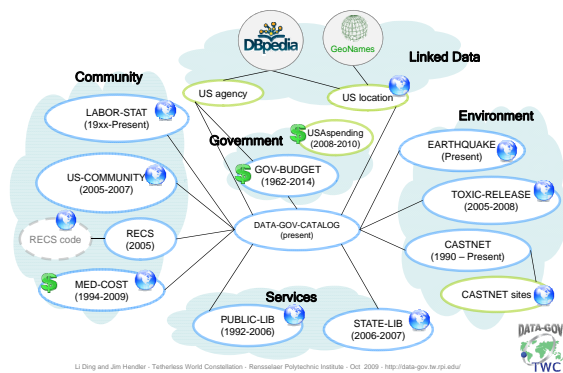 DBpedia
GeoNames
Linked Data
Community
US agency
US location
LABOR-STAT
(19xx-Present)
Environment
USAspending
(2008-2010)
Government
EARTHQUAKE
(Present)
US-COMMUNITY
(2005-2007)
GOV-BUDGET
(1962-2014)
TOXIC-RELEASE
(2005-2008)
RECS code
RECS
(2005)
DATA-GOV-CATALOG
(present)
CASTNET
(1990 – Present)
MED-COST
(1994-2009)
CASTNET sites
Services
PUBLIC-LIB
(1992-2006)
STATE-LIB
(2006-2007)
DATA-GOV
TWC
Li Ding and Jim Hendler - Tetherless World Constellation - Rensselaer Polytechnic Institute - Oct 2009 - http://data-gov.tw.rpi.edu/